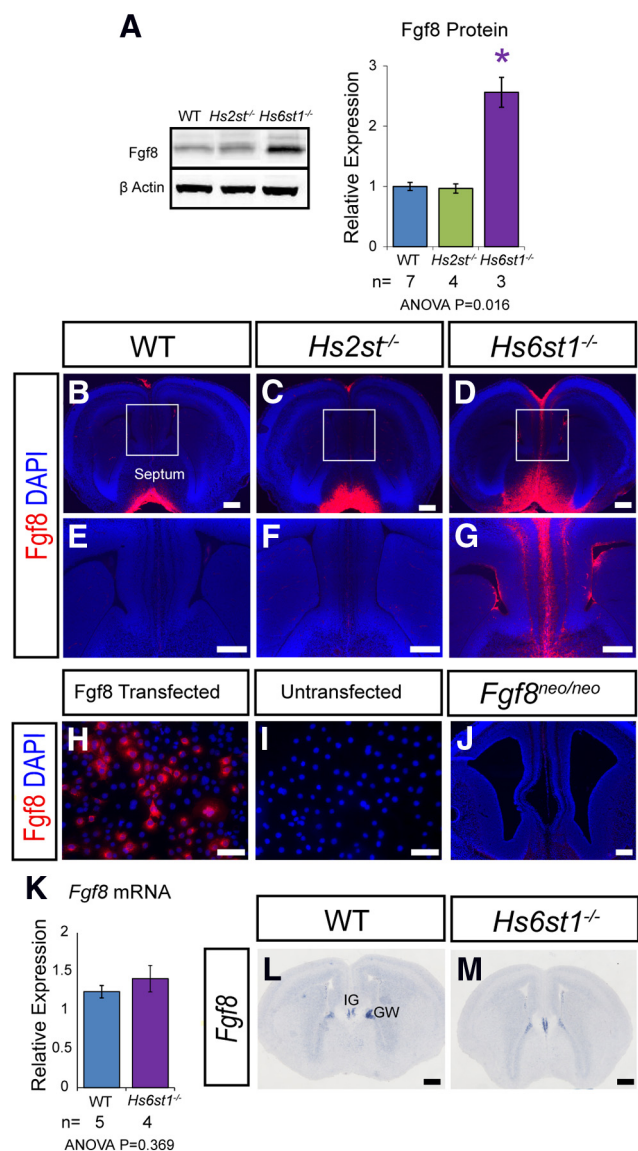 A
Fgf8 Protein
WT Hs2st-/- Hs6st1-/-
Fgf8
β Actin
Relative Expression
3
2
1
0
*
WT Hs2st-/- Hs6st1-/-
n= 7 4 3
ANOVA P=0.016
WT Hs2st-/- Hs6st1-/-
Fgf8 DAPI
B C D
Septum
E F G
Fgf8 Transfected Untransfected Fgf8neo/neo
Fgf8 DAPI
H I J
K
Fgf8 mRNA
Relative Expression
2
1.5
1
0.5
0
WT Hs6st1-/-
n= 5 4
ANOVA P=0.369
WT Hs6st1-/-
Fgf8
L M
IG
GW